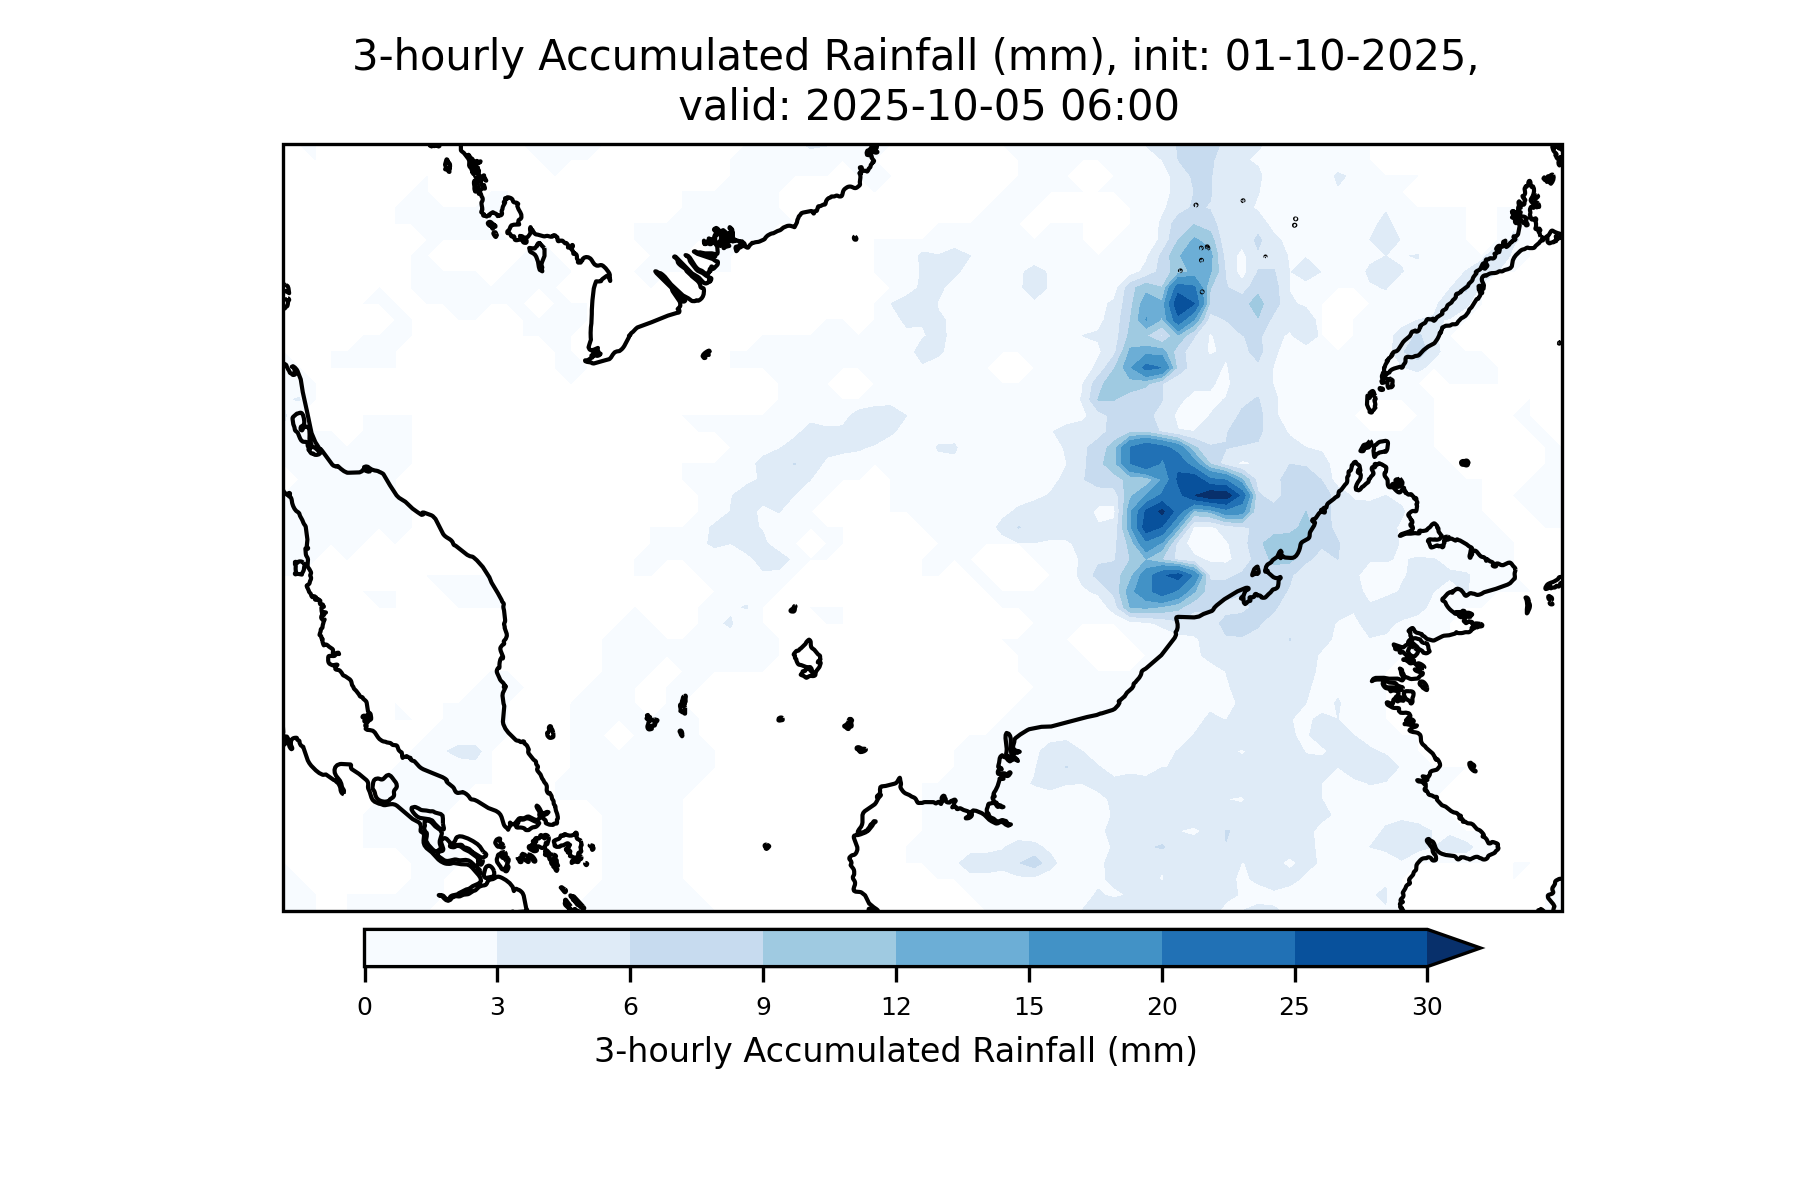 3-hourly Accumulated Rainfall (mm), init: 01-10-2025,
valid: 2025-10-05 06:00
0 3 6 9 12 15 20 25 30
3-hourly Accumulated Rainfall (mm)